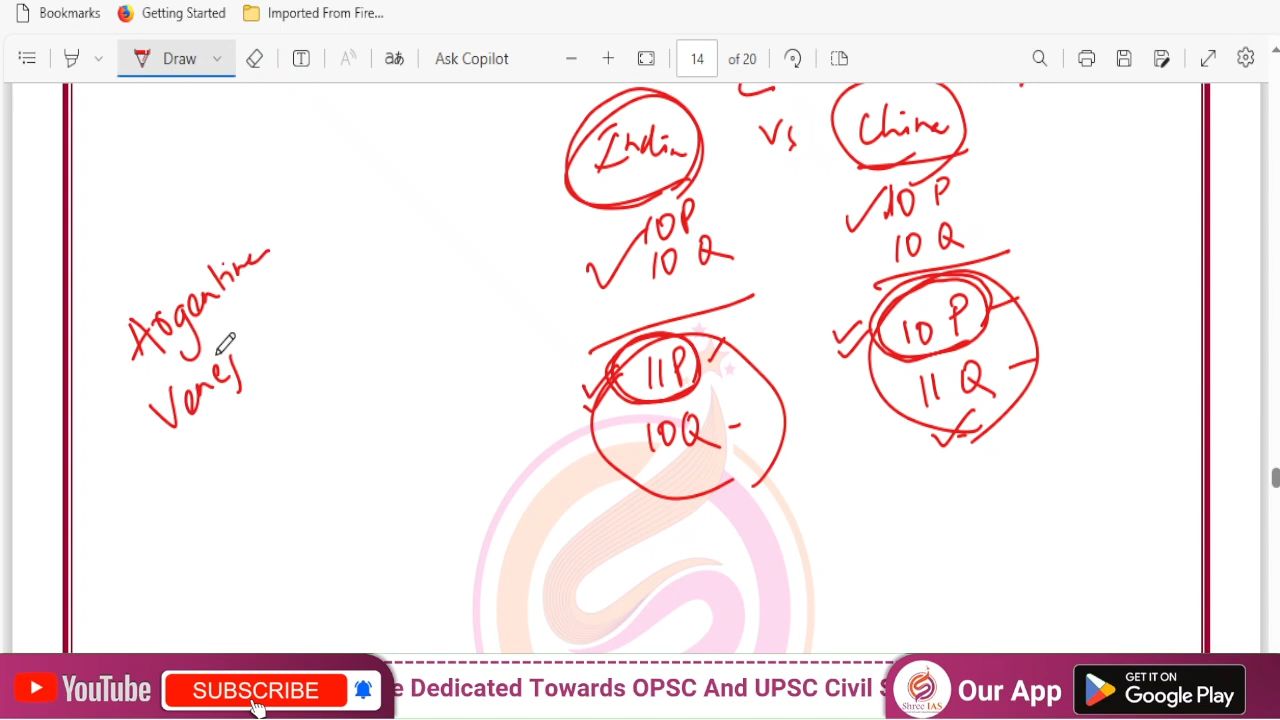 Bookmarks
Getting Started
Imported From Fire...
Draw
Ask Copilot
14 of 20
India
Vs
China
10 P
10 Q
10 P
10 Q
11 P
10 Q
10 P
11 Q
Argentina
Venez
YouTube
SUBSCRIBE
e Dedicated Towards OPSC And UPSC Civil S
Shree IAS
Our App
GET IT ON
Google Play